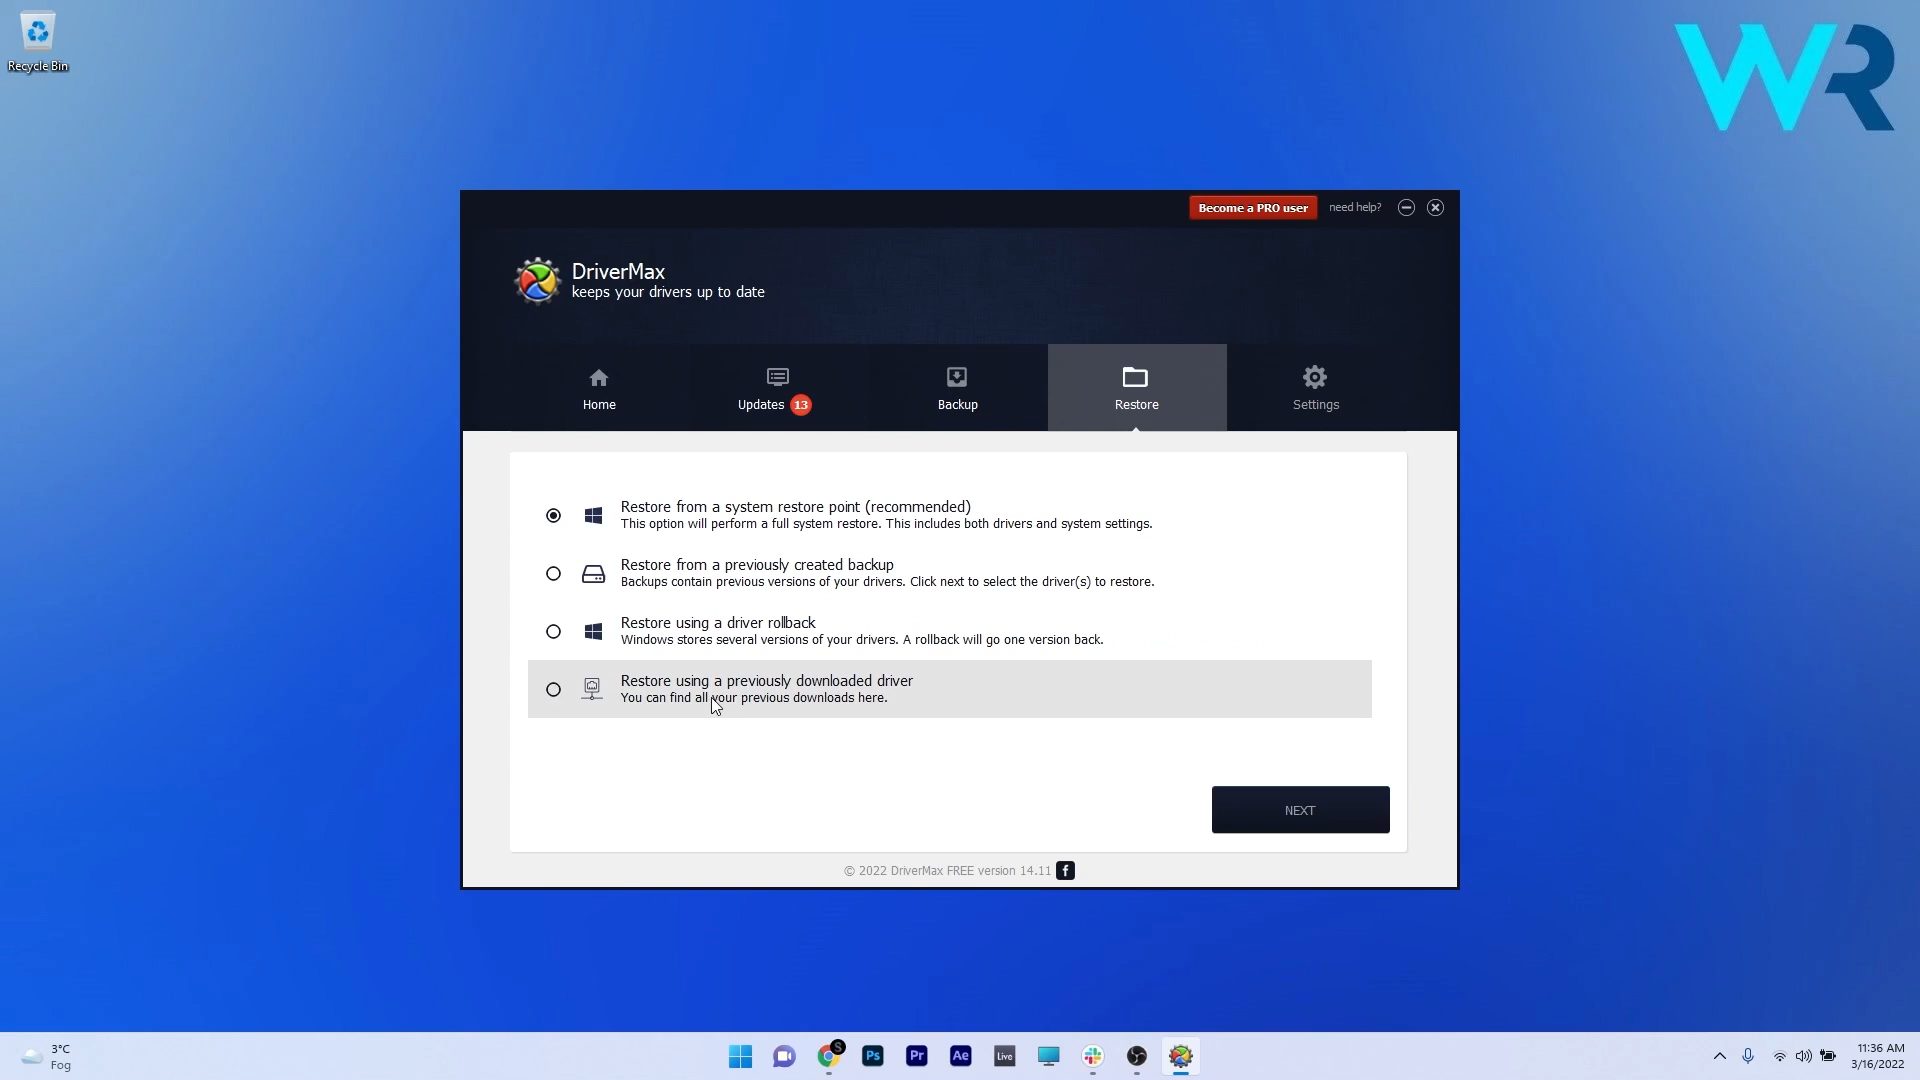 Recycle Bin
WR
Become a PRO user need help?
DriverMax
keeps your drivers up to date
Home Updates 13 Backup Restore Settings
Restore from a system restore point (recommended)
This option will perform a full system restore. This includes both drivers and system settings.
Restore from a previously created backup
Backups contain previous versions of your drivers. Click next to select the driver(s) to restore.
Restore using a driver rollback
Windows stores several versions of your drivers. A rollback will go one version back.
Restore using a previously downloaded driver
You can find all your previous downloads here.
NEXT
© 2022 DriverMax FREE version 14.11 f
3°C
Fog
S
Ps Pr Ae Live
11:36 AM
3/16/2022